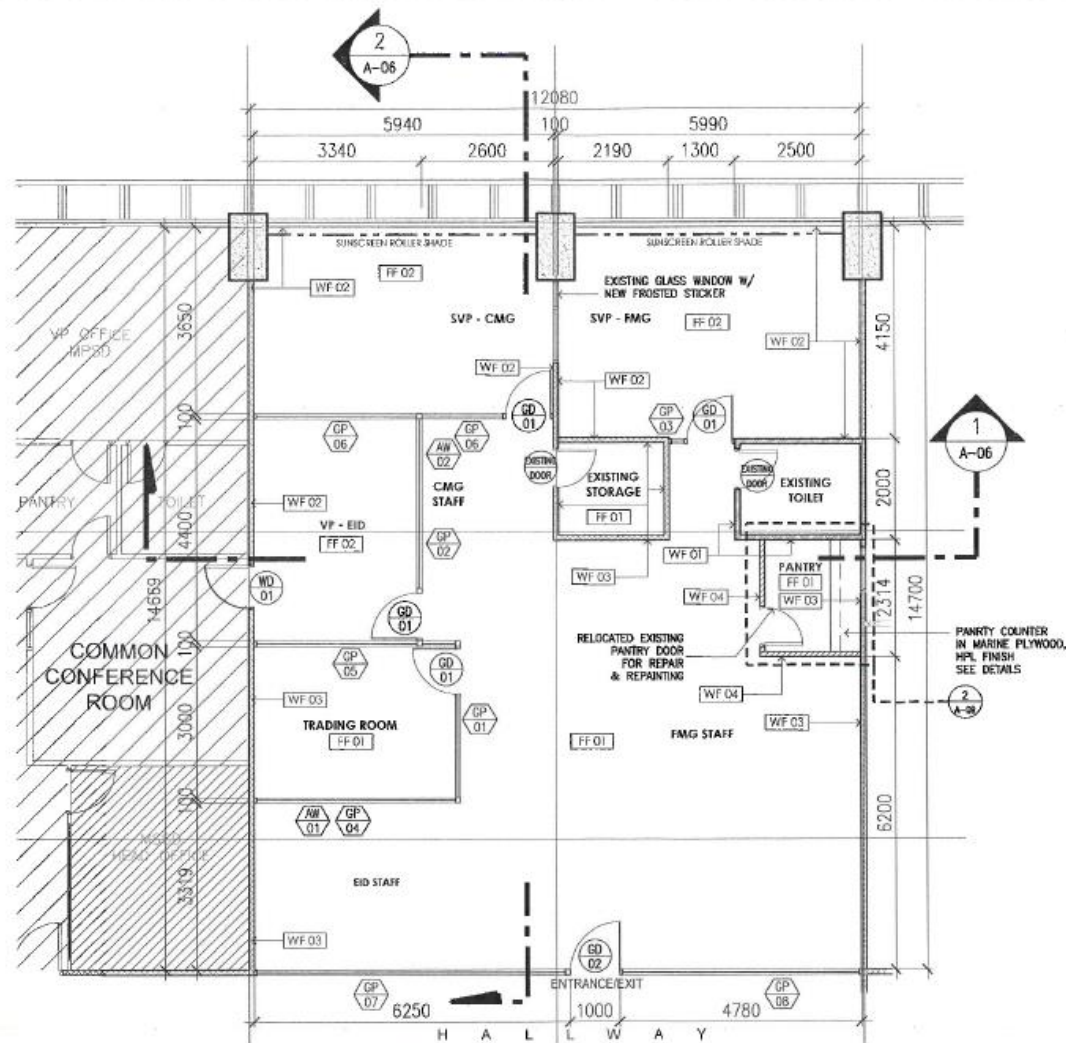 2
A-06
12080
5940
100
5990
3340
2600
2190
1300
2500
SUNSCREEN ROLLER SHADE
SUNSCREEN ROLLER SHADE
FF 02
WF 02
EXISTING GLASS WINDOW W/
NEW FROSTED STICKER
SVP - CMG
SVP - FMG
FF 02
3650
VP OFFICE
MPSD
WF 02
4150
WF 02
WF 02
100
GP
06
AW
02
GP
06
GD
01
GP
03
GD
01
1
A-06
EXISTING
DOOR
EXISTING
DOOR
CMG
STAFF
EXISTING
STORAGE
FF 01
EXISTING
TOILET
2000
PANTRY
TOILET
WF 02
4400
VP - EID
FF 02
GP
02
WF 01
WF 03
PANTRY
FF 01
WF 03
WF 04
2314
14669
14700
WD
01
GD
01
RELOCATED EXISTING
PANTRY DOOR
FOR REPAIR
& REPAINTING
PANRTY COUNTER
IN MARINE PLYWOOD,
HPL FINISH
SEE DETAILS
COMMON
CONFERENCE
ROOM
100
GP
05
GD
01
WF 04
2
WF 03
TRADING ROOM
FF 01
GP
01
FF 01
FMG STAFF
WF 03
3000
100
AW
01
GP
04
6200
3319
EID STAFF
WF 03
GD
02
ENTRANCE/EXIT
GP
07
GP
08
6250
1000
4780
HALLWAY